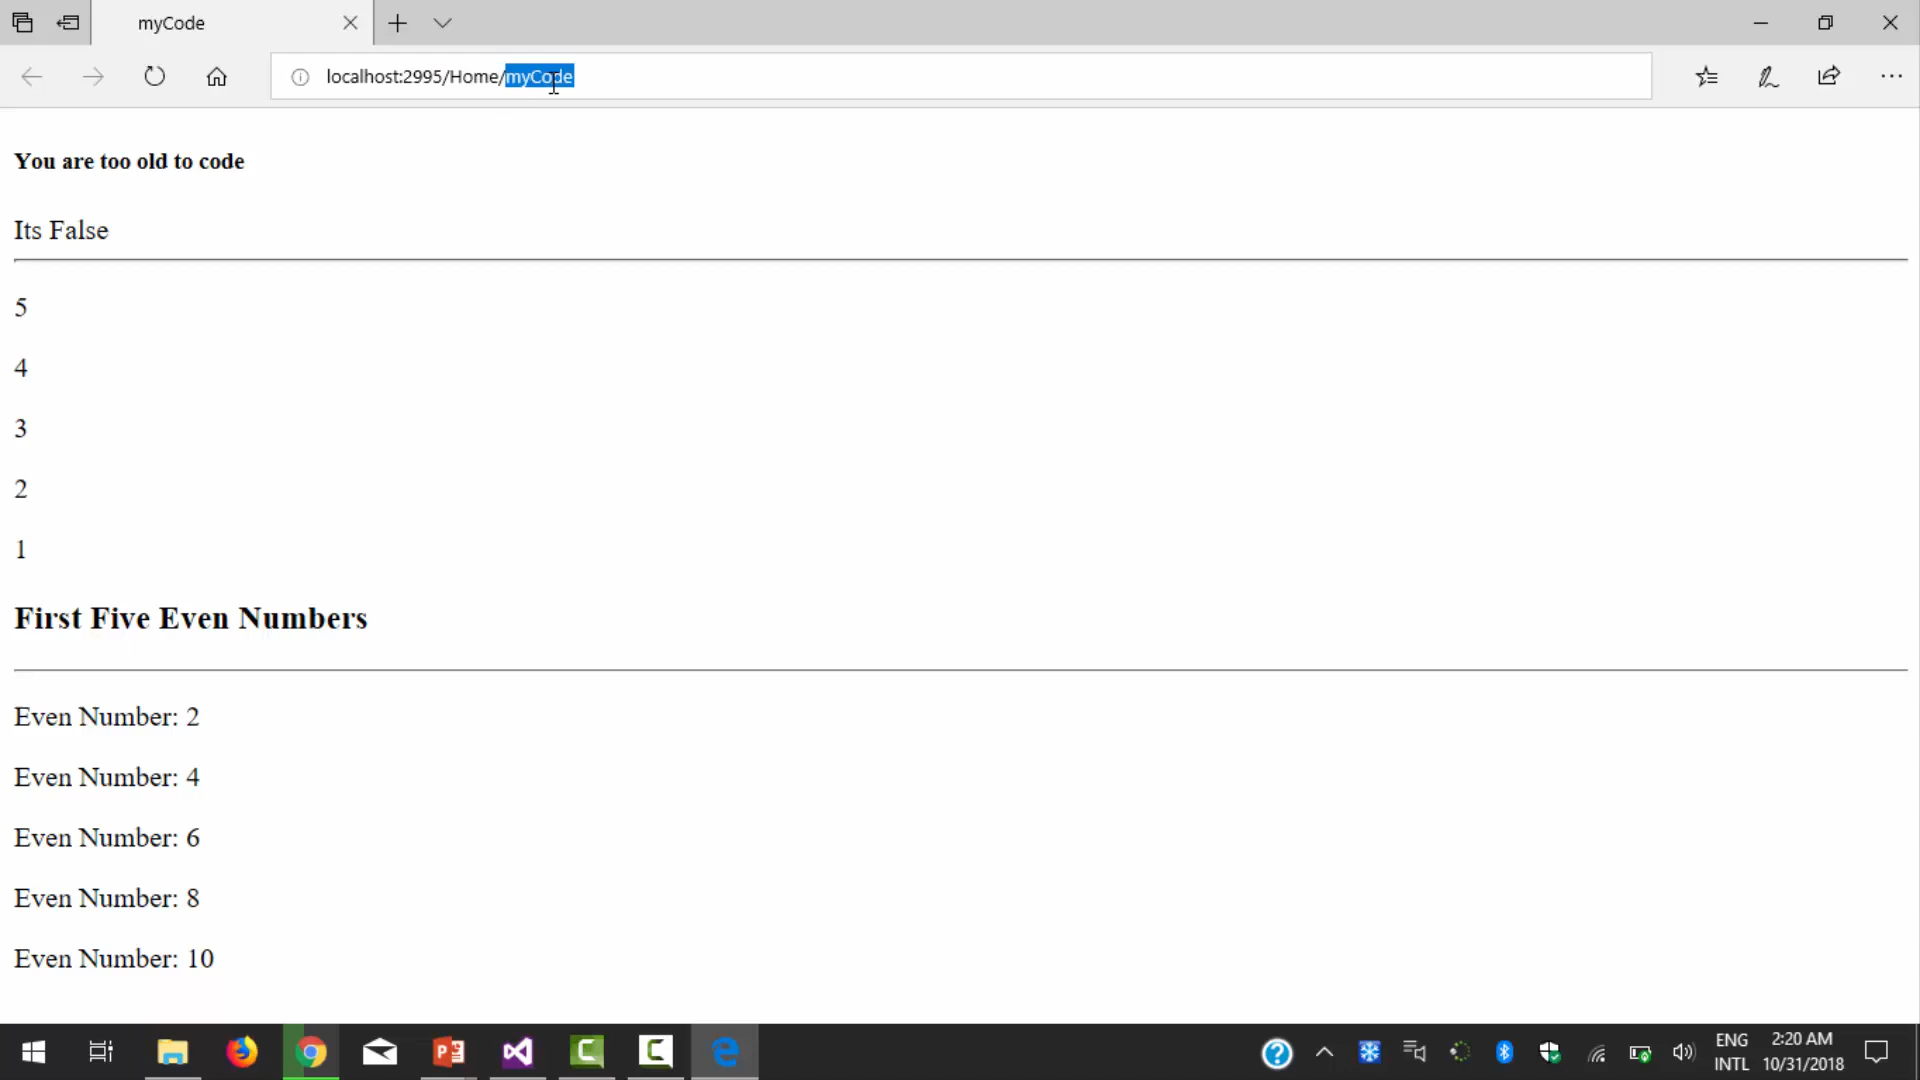 myCode
localhost:2995/Home/myCode
You are too old to code
Its False
5
4
3
2
1
First Five Even Numbers
Even Number: 2
Even Number: 4
Even Number: 6
Even Number: 8
Even Number: 10
ENG 2:20 AM
INTL 10/31/2018